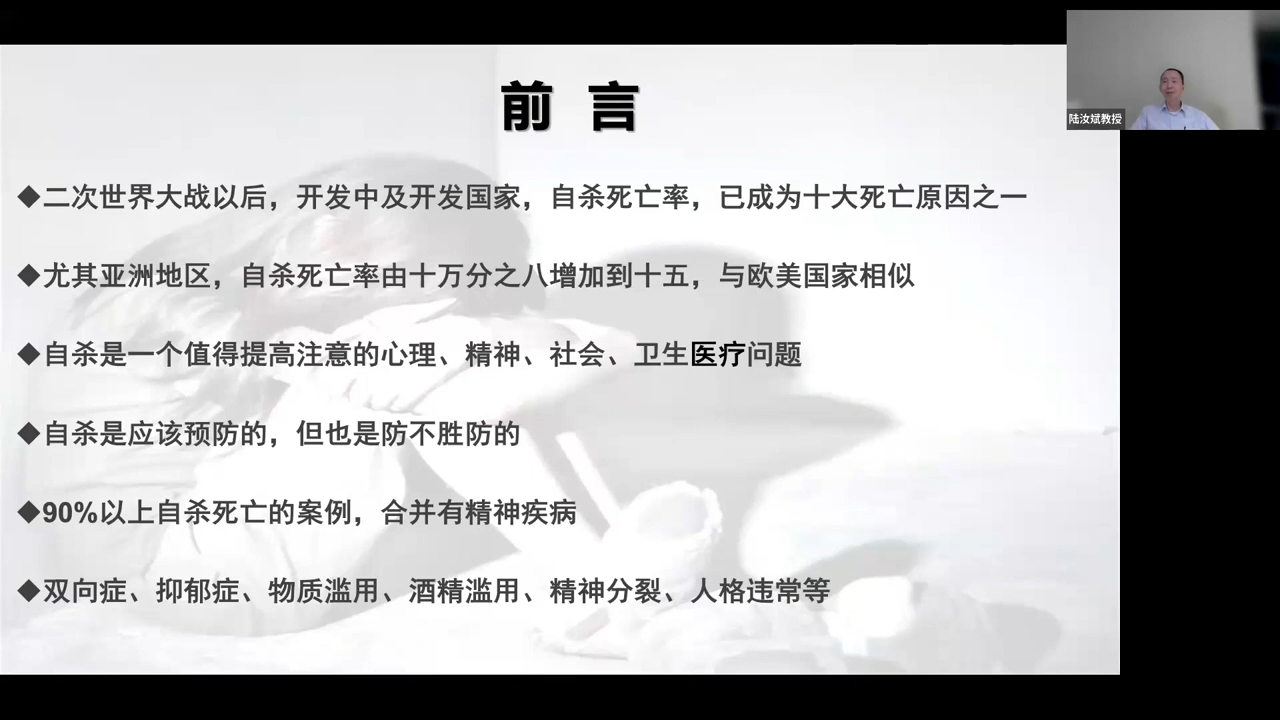 前 言
◆二次世界大战以后，开发中及开发国家，自杀死亡率，已成为十大死亡原因之一
◆尤其亚洲地区，自杀死亡率由十万分之八增加到十五，与欧美国家相似
◆自杀是一个值得提高注意的心理、精神、社会、卫生医疗问题
◆自杀是应该预防的，但也是防不胜防的
◆90%以上自杀死亡的案例，合并有精神疾病
◆双向症、抑郁症、物质滥用、酒精滥用、精神分裂、人格违常等
陆汝斌教授